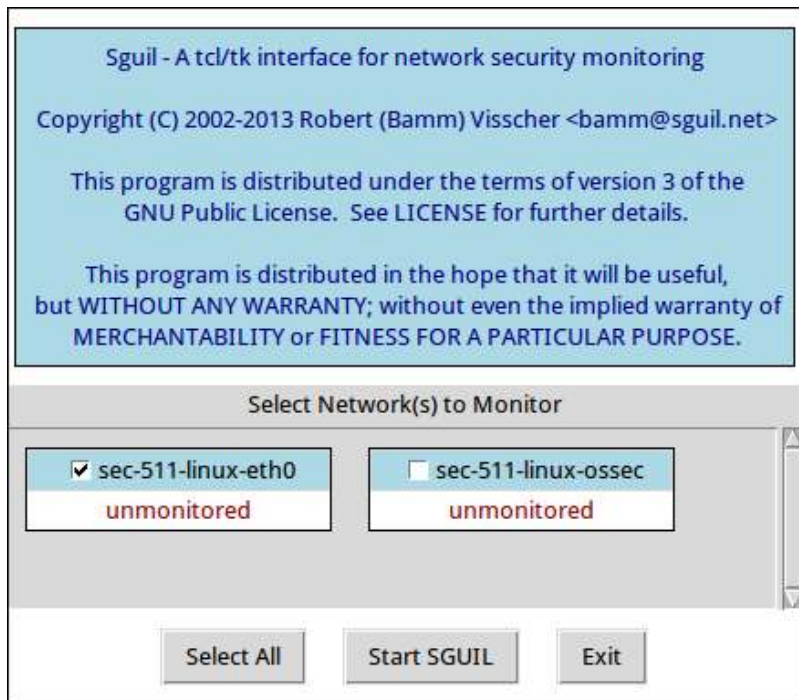 Sguil - A tcl/tk interface for network security monitoring
Copyright (C) 2002-2013 Robert (Bamm) Visscher <bamm@sguil.net>
This program is distributed under the terms of version 3 of the
GNU Public License. See LICENSE for further details.
This program is distributed in the hope that it will be useful,
but WITHOUT ANY WARRANTY; without even the implied warranty of
MERCHANTABILITY or FITNESS FOR A PARTICULAR PURPOSE.
Select Network(s) to Monitor
sec-511-linux-eth0
unmonitored
sec-511-linux-ossec
unmonitored
Select All
Start SGUIL
Exit